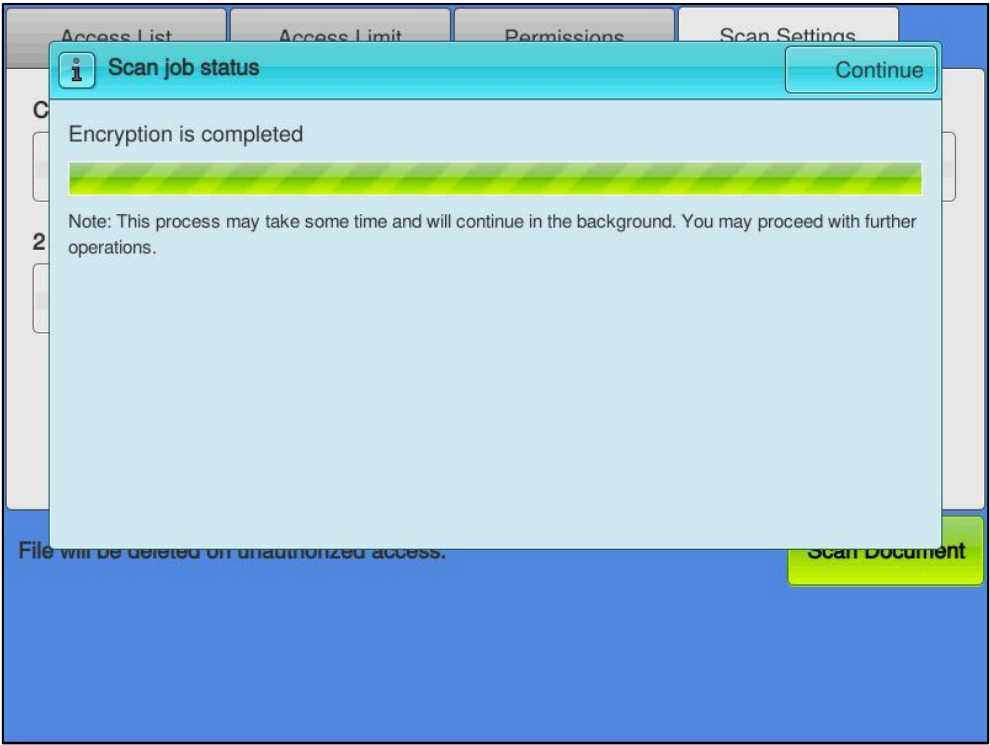 Access List Access Limit Permissions Scan Settings
Scan job status Continue
C
Encryption is completed
Note: This process may take some time and will continue in the background. You may proceed with further
operations.
2
File will be deleted on unauthorized access.
Scan Document